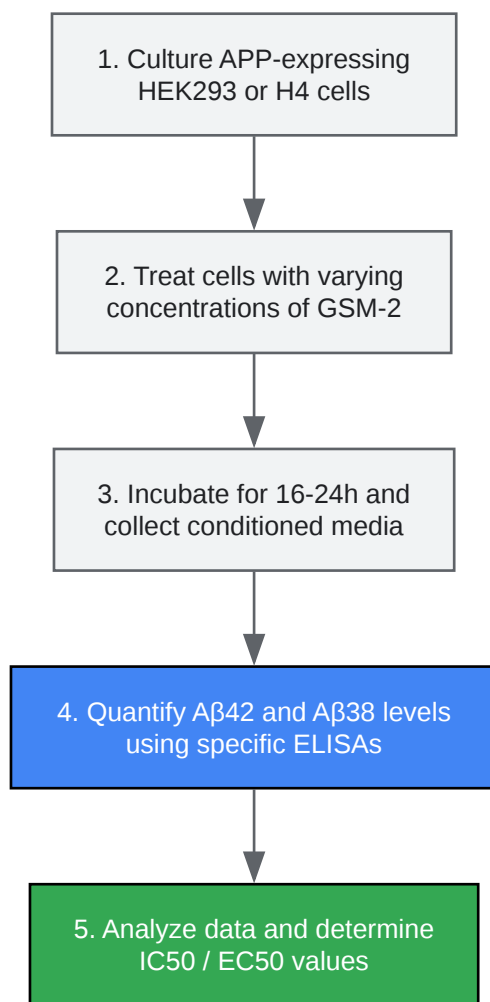 1. Culture APP-expressing
HEK293 or H4 cells
2. Treat cells with varying
concentrations of GSM-2
3. Incubate for 16-24h and
collect conditioned media
4. Quantify Aβ42 and Aβ38 levels
using specific ELISAs
5. Analyze data and determine
IC50 / EC50 values